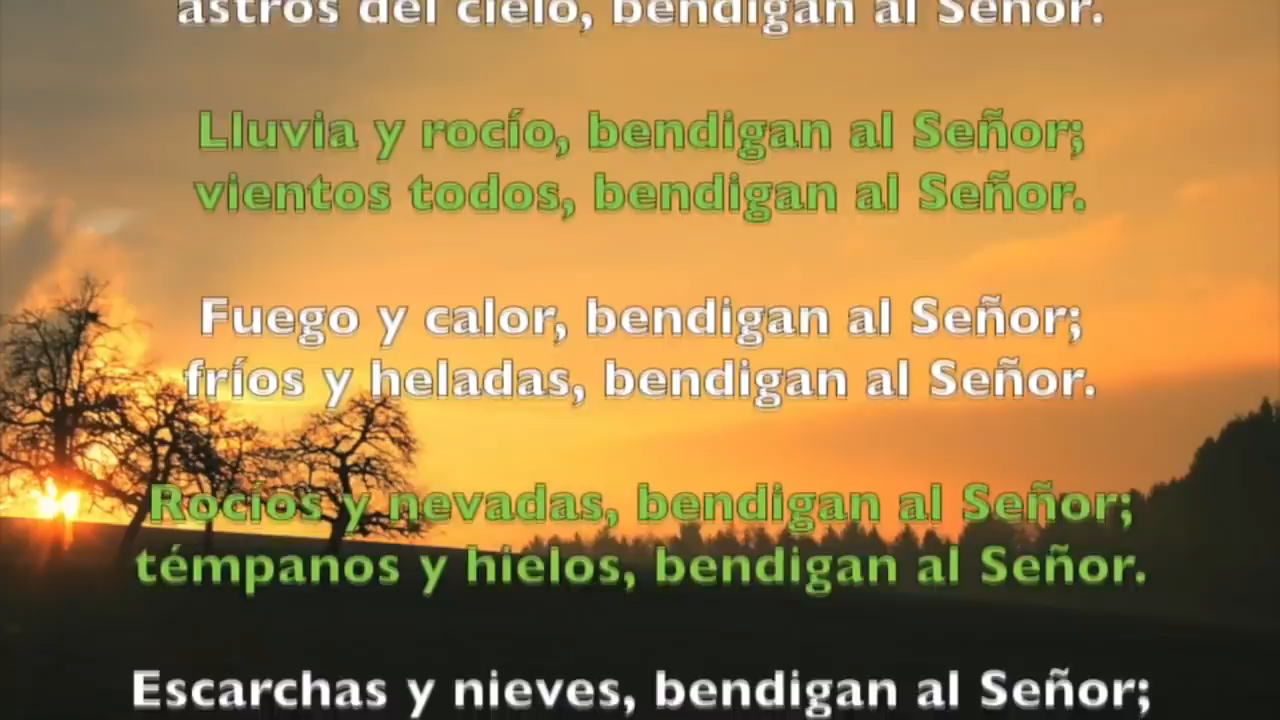 astros del cielo, bendigan al Señor.
Lluvia y rocío, bendigan al Señor;
vientos todos, bendigan al Señor.
Fuego y calor, bendigan al Señor;
fríos y heladas, bendigan al Señor.
Rocíos y nevadas, bendigan al Señor;
témpanos y hielos, bendigan al Señor.
Escarchas y nieves, bendigan al Señor;